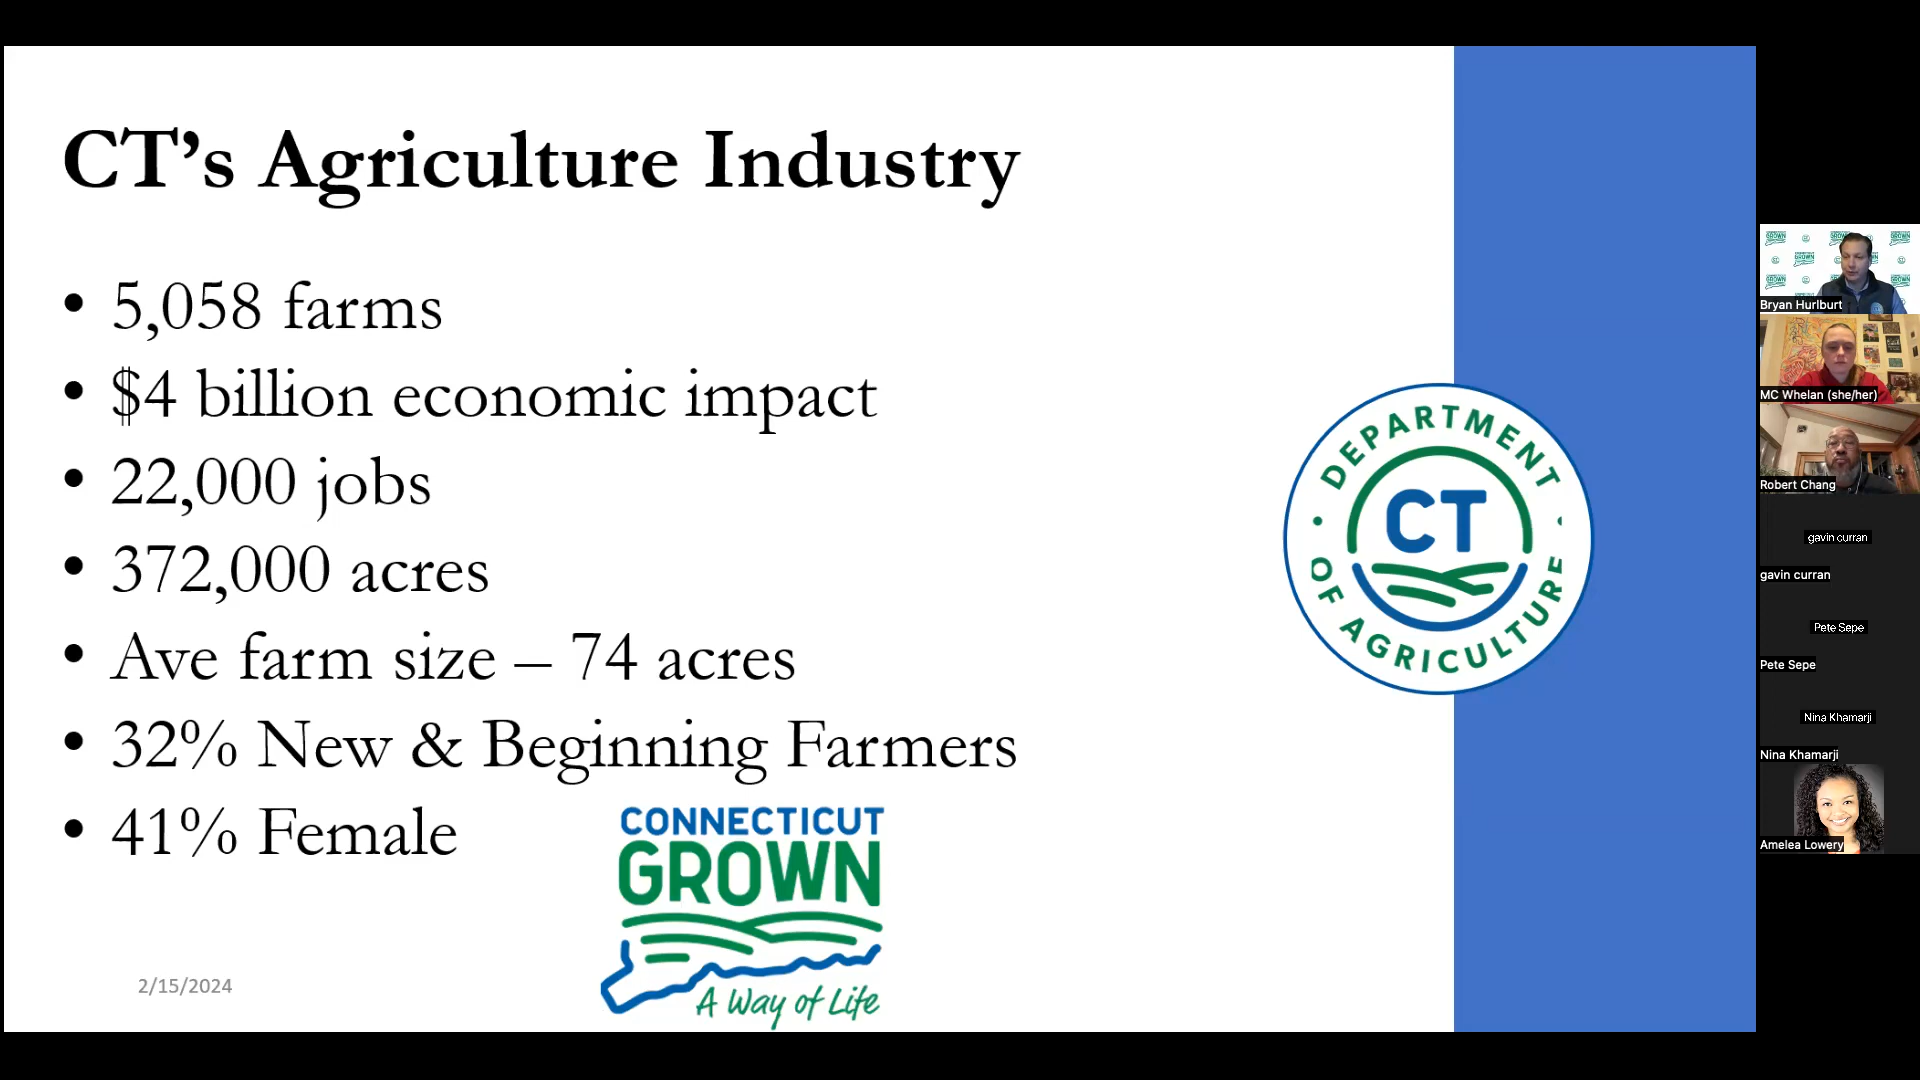 CT's Agriculture Industry
• 5,058 farms
• $4 billion economic impact
• 22,000 jobs
• 372,000 acres
• Ave farm size – 74 acres
• 32% New & Beginning Farmers
• 41% Female
CONNECTICUT
GROWN
A Way of Life
2/15/2024
• DEPARTMENT •
OF AGRICULTURE
CT
Bryan Hurlburt
MC Whelan (she/her)
Robert Chang
gavin curran
gavin curran
Pete Sepe
Pete Sepe
Nina Khamarji
Nina Khamarji
Amelea Lowery